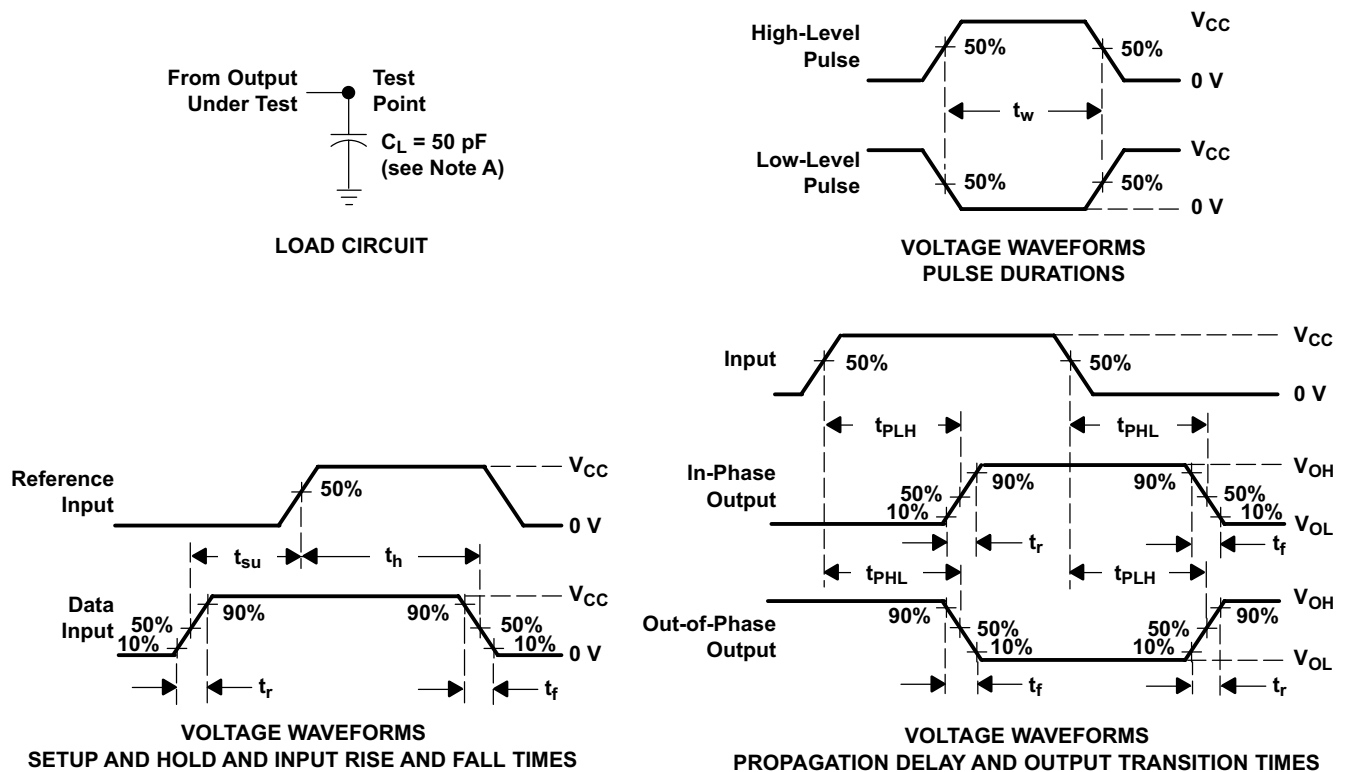 From Output
Under Test
Test
Point
CL = 50 pF
(see Note A)
LOAD CIRCUIT
High-Level
Pulse
50%
50%
VCC
0 V
tw
Low-Level
Pulse
50%
50%
VCC
0 V
VOLTAGE WAVEFORMS
PULSE DURATIONS
Reference
Input
50%
VCC
0 V
tsu
th
Data
Input
50%
10%
90%
90%
50%
10%
VCC
0 V
tr
tf
VOLTAGE WAVEFORMS
SETUP AND HOLD AND INPUT RISE AND FALL TIMES
Input
50%
50%
VCC
0 V
tPLH
tPHL
In-Phase
Output
50%
10%
90%
90%
50%
10%
VOH
VOL
tr
tf
tPHL
tPLH
Out-of-Phase
Output
90%
50%
10%
50%
10%
90%
VOH
VOL
tf
tr
VOLTAGE WAVEFORMS
PROPAGATION DELAY AND OUTPUT TRANSITION TIMES